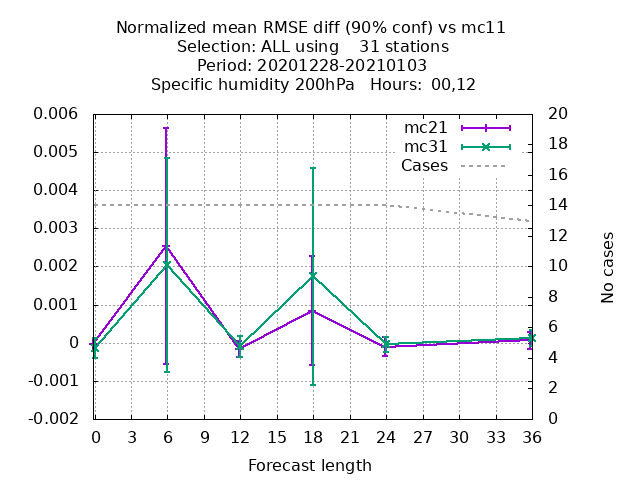 Normalized mean RMSE diff (90% conf) vs mc11
Selection: ALL using    31 stations
Period: 20201228-20210103
Specific humidity 200hPa   Hours:  00,12
mc21
mc31
Cases
0.006
0.005
0.004
0.003
0.002
0.001
0
-0.001
-0.002
20
18
16
14
12
10
8
6
4
2
0
No cases
0 3 6 9 12 15 18 21 24 27 30 33 36
Forecast length